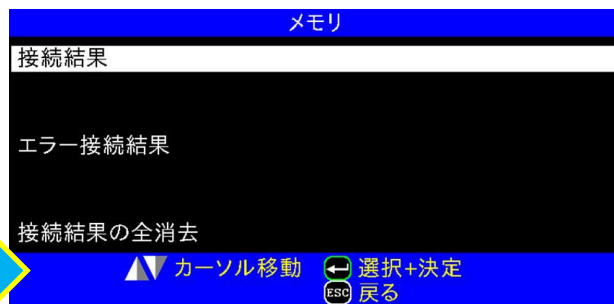 メモリ
接続結果
エラー接続結果
接続結果の全消去
カーソル移動 選択+決定
ESC 戻る